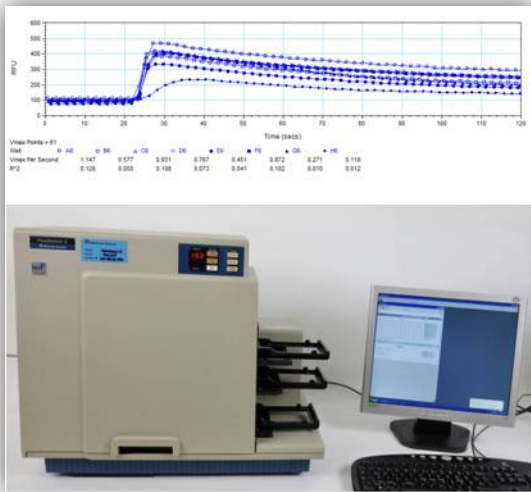 600
500
400
300
200
100
0
RFU
0 10 20 30 40 50 60 70 80 90 100 110 120
Time (secs)
Vmax Points = 61
Well A6 B6 C6 D6 E6 F6 G6 H6
Vmax Per Second 1.147 0.577 0.931 0.767 0.451 0.872 0.271 0.118
R^2 0.126 0.058 0.108 0.073 0.041 0.102 0.010 0.012
FlexStation II